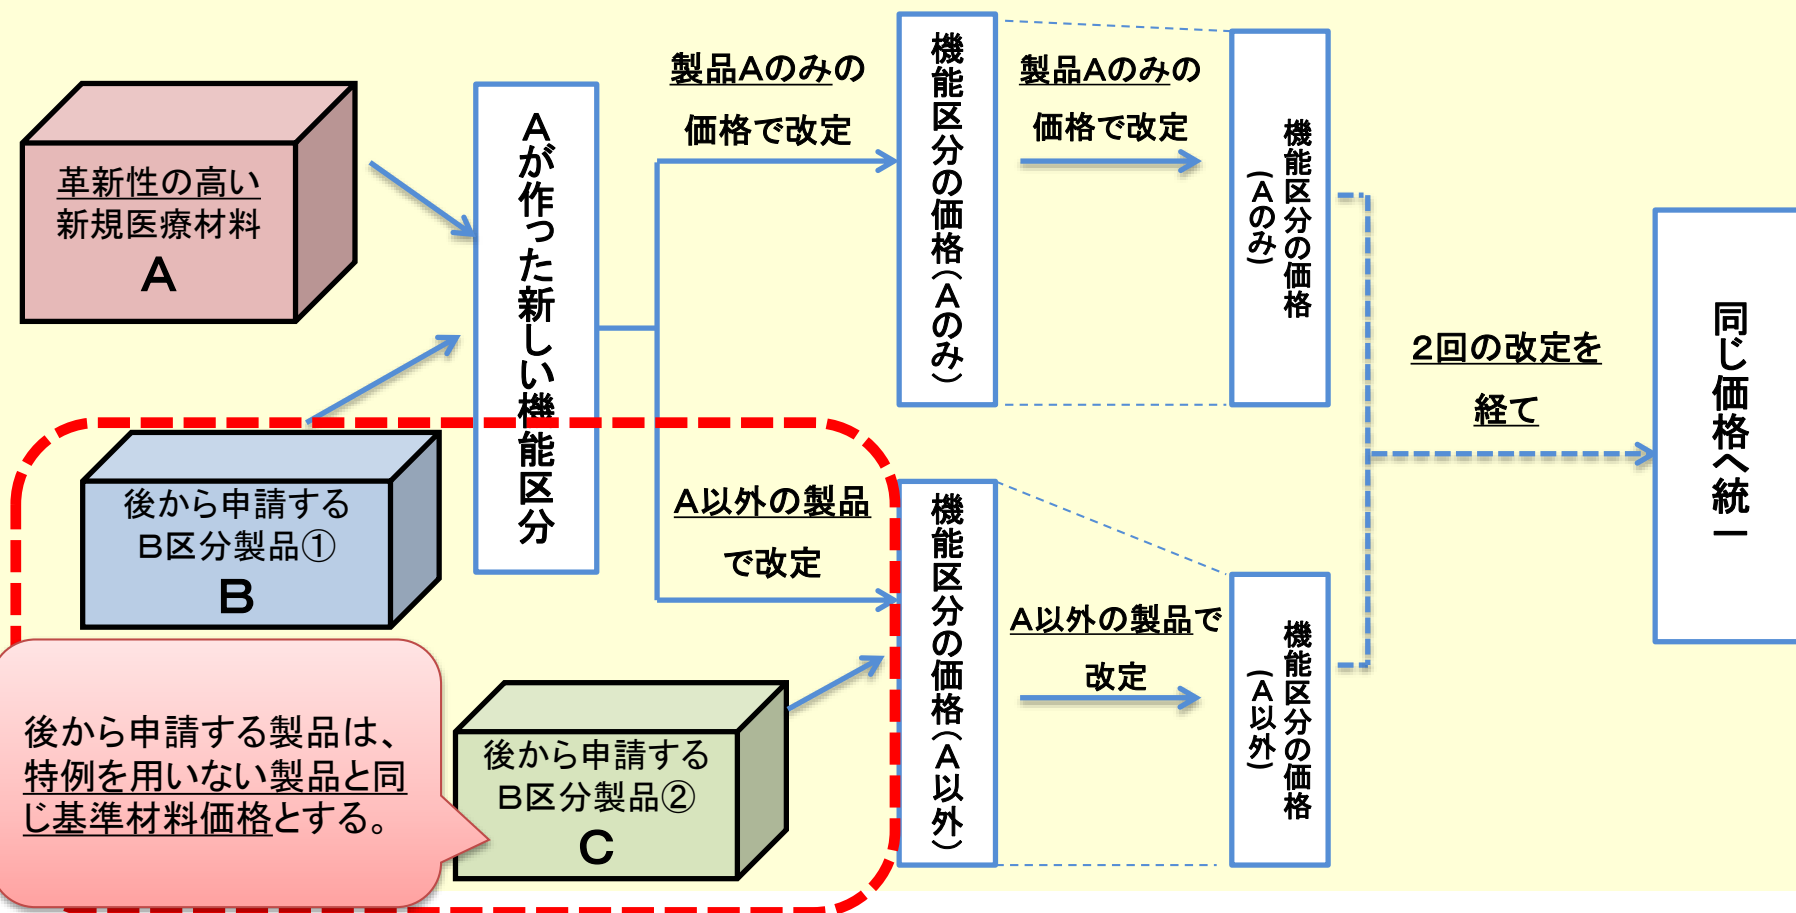 革新性の高い
新規医療材料
A
Aが作った新しい機能区分
製品Aのみの
価格で改定
機能区分の価格（Aのみ）
製品Aのみの
価格で改定
機能区分の価格
（Aのみ）
2回の改定を
経て
同じ価格へ統一
後から申請する
B区分製品①
B
A以外の製品
で改定
機能区分の価格（A以外）
A以外の製品で
改定
機能区分の価格
（A以外）
後から申請する製品は、
特例を用いない製品と同
じ基準材料価格とする。
後から申請する
B区分製品②
C